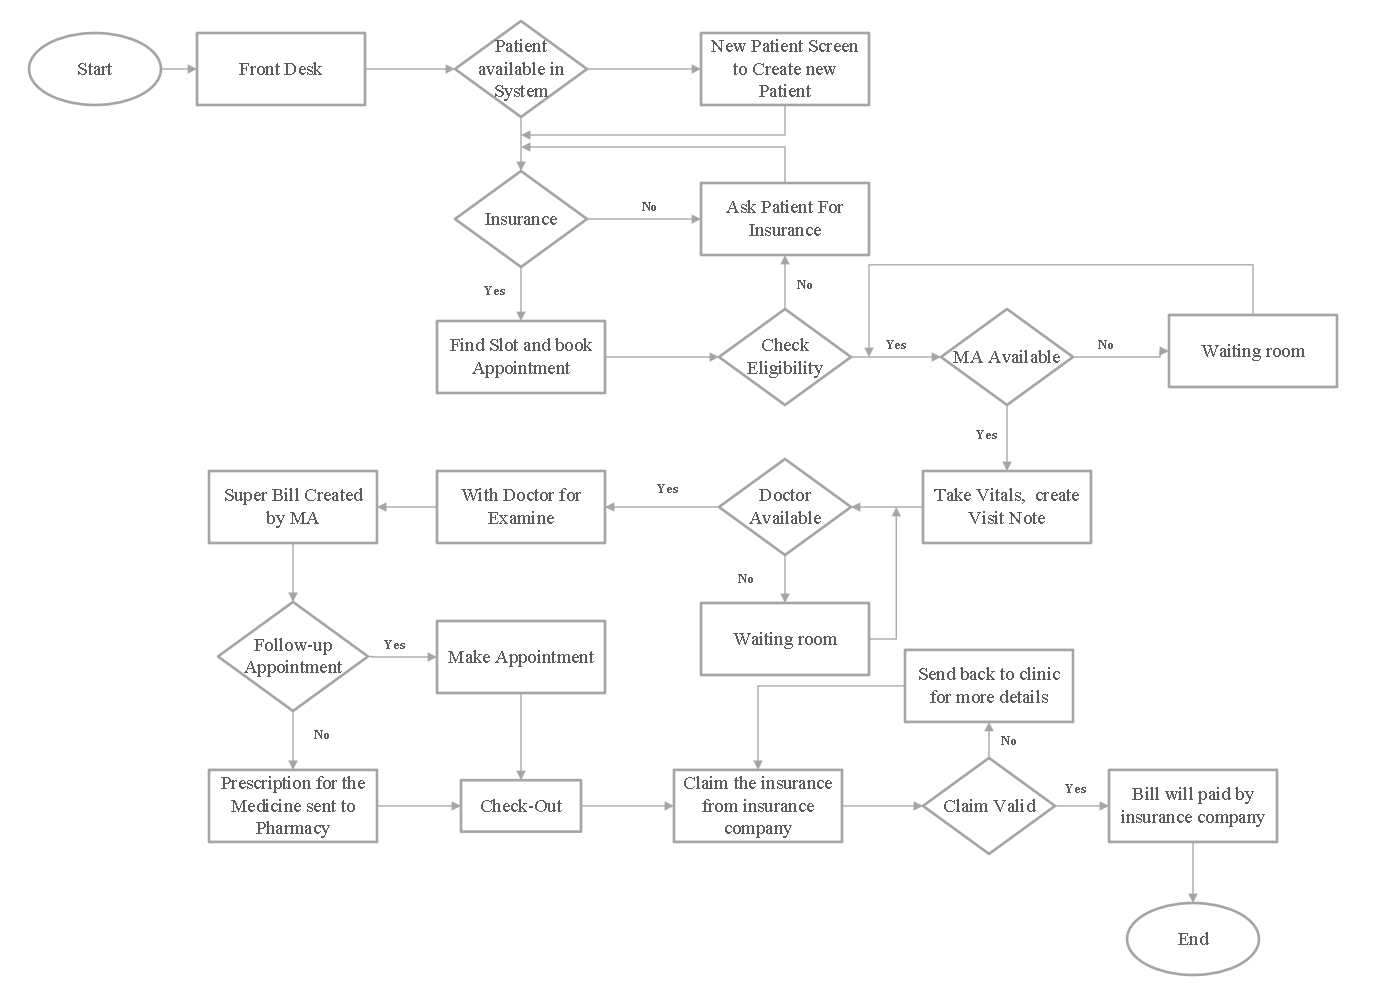 Start
Front Desk
Patient
available in
System
New Patient Screen
to Create new
Patient
Insurance
No
Ask Patient For
Insurance
Yes
No
Find Slot and book
Appointment
Check
Eligibility
Yes
MA Available
No
Waiting room
Yes
Super Bill Created
by MA
With Doctor for
Examine
Yes
Doctor
Available
Take Vitals, create
Visit Note
No
Waiting room
Follow-up
Appointment
Yes
Make Appointment
Send back to clinic
for more details
No
No
Prescription for the
Medicine sent to
Pharmacy
Check-Out
Claim the insurance
from insurance
company
Claim Valid
Yes
Bill will paid by
insurance company
End